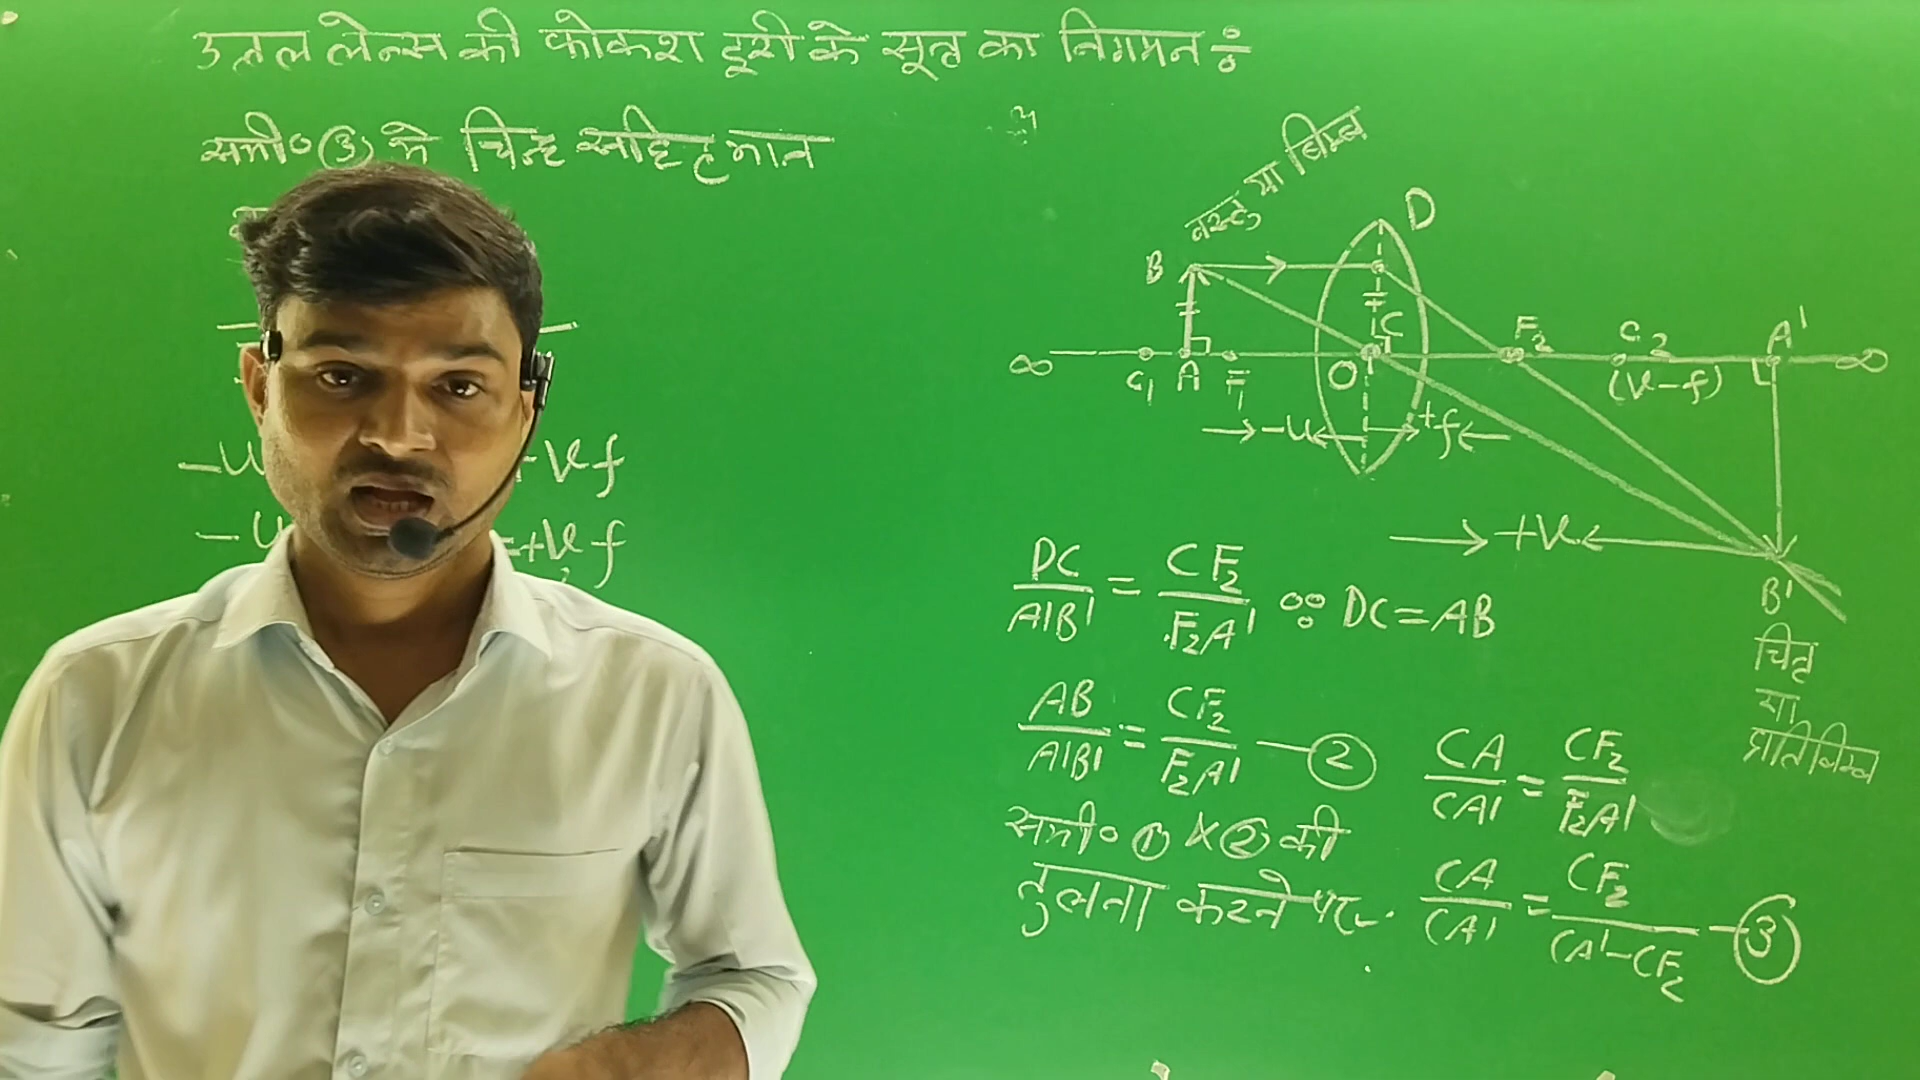 उत्तल लेन्स की फोकश दूरी के सूत्र का निगमन ÷
समी० ③ मे चिन्ह सहित मान
-u
+vf
-u
=+vf
वस्तु या बिम्ब
D
B
C
F₂
C₂
A'
∞
C₁ A F₁
O
(v-f)
∞
-u
+f
+v
B'
चित्र
या
प्रतिबिम्ब
DC/A'B' = CF₂/F₂A' ∵ DC=AB
AB/A'B' = CF₂/F₂A' —②
समी० ① x ② की
तुलना करने पर
CA/CA' = CF₂/F₂A'
CA/CA' = CF₂/CA'-CF₂ —③